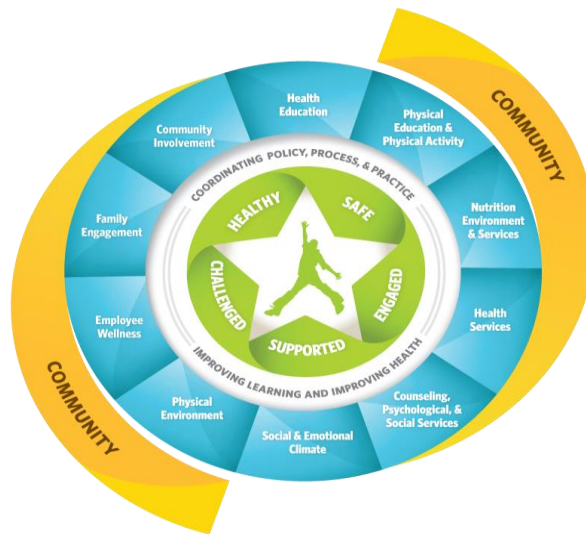 COMMUNITY
Health
Education
Physical
Education &
Physical Activity
Nutrition
Environment
& Services
Health
Services
Counseling,
Psychological, &
Social Services
Social & Emotional
Climate
Physical
Environment
Employee
Wellness
Family
Engagement
Community
Involvement
COORDINATING POLICY, PROCESS, & PRACTICE
IMPROVING LEARNING AND IMPROVING HEALTH
HEALTHY
SAFE
ENGAGED
SUPPORTED
CHALLENGED
COMMUNITY